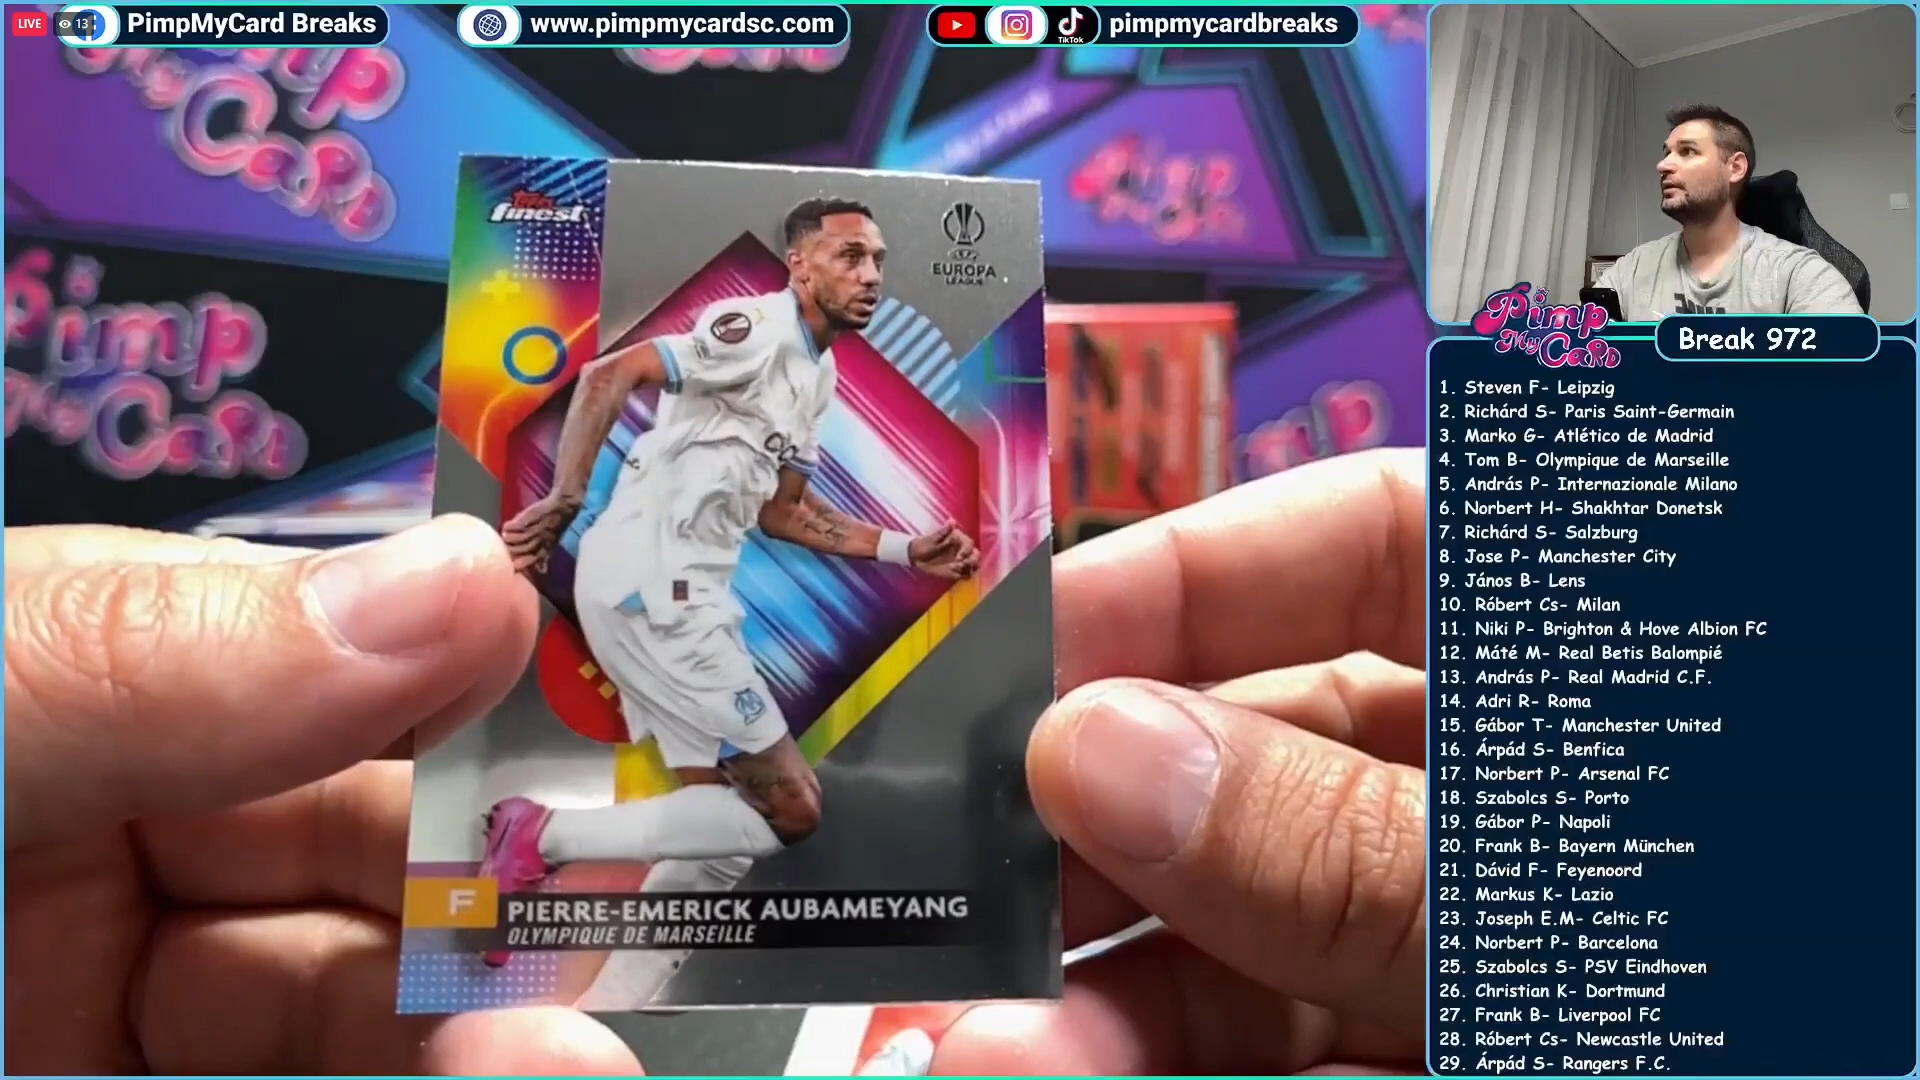 LIVE 13
PimpMyCard Breaks
www.pimpmycardsc.com
TikTok
pimpmycardbreaks
Pimp
My CaRD
Topps
finest
UEFA
EUROPA
LEAGUE
F
PIERRE-EMERICK AUBAMEYANG
OLYMPIQUE DE MARSEILLE
Pimp
My CaRD
Break 972
1. Steven F- Leipzig
2. Richárd S- Paris Saint-Germain
3. Marko G- Atlético de Madrid
4. Tom B- Olympique de Marseille
5. András P- Internazionale Milano
6. Norbert H- Shakhtar Donetsk
7. Richárd S- Salzburg
8. Jose P- Manchester City
9. János B- Lens
10. Róbert Cs- Milan
11. Niki P- Brighton & Hove Albion FC
12. Máté M- Real Betis Balompié
13. András P- Real Madrid C.F.
14. Adri R- Roma
15. Gábor T- Manchester United
16. Árpád S- Benfica
17. Norbert P- Arsenal FC
18. Szabolcs S- Porto
19. Gábor P- Napoli
20. Frank B- Bayern München
21. Dávid F- Feyenoord
22. Markus K- Lazio
23. Joseph E.M- Celtic FC
24. Norbert P- Barcelona
25. Szabolcs S- PSV Eindhoven
26. Christian K- Dortmund
27. Frank B- Liverpool FC
28. Róbert Cs- Newcastle United
29. Árpád S- Rangers F.C.